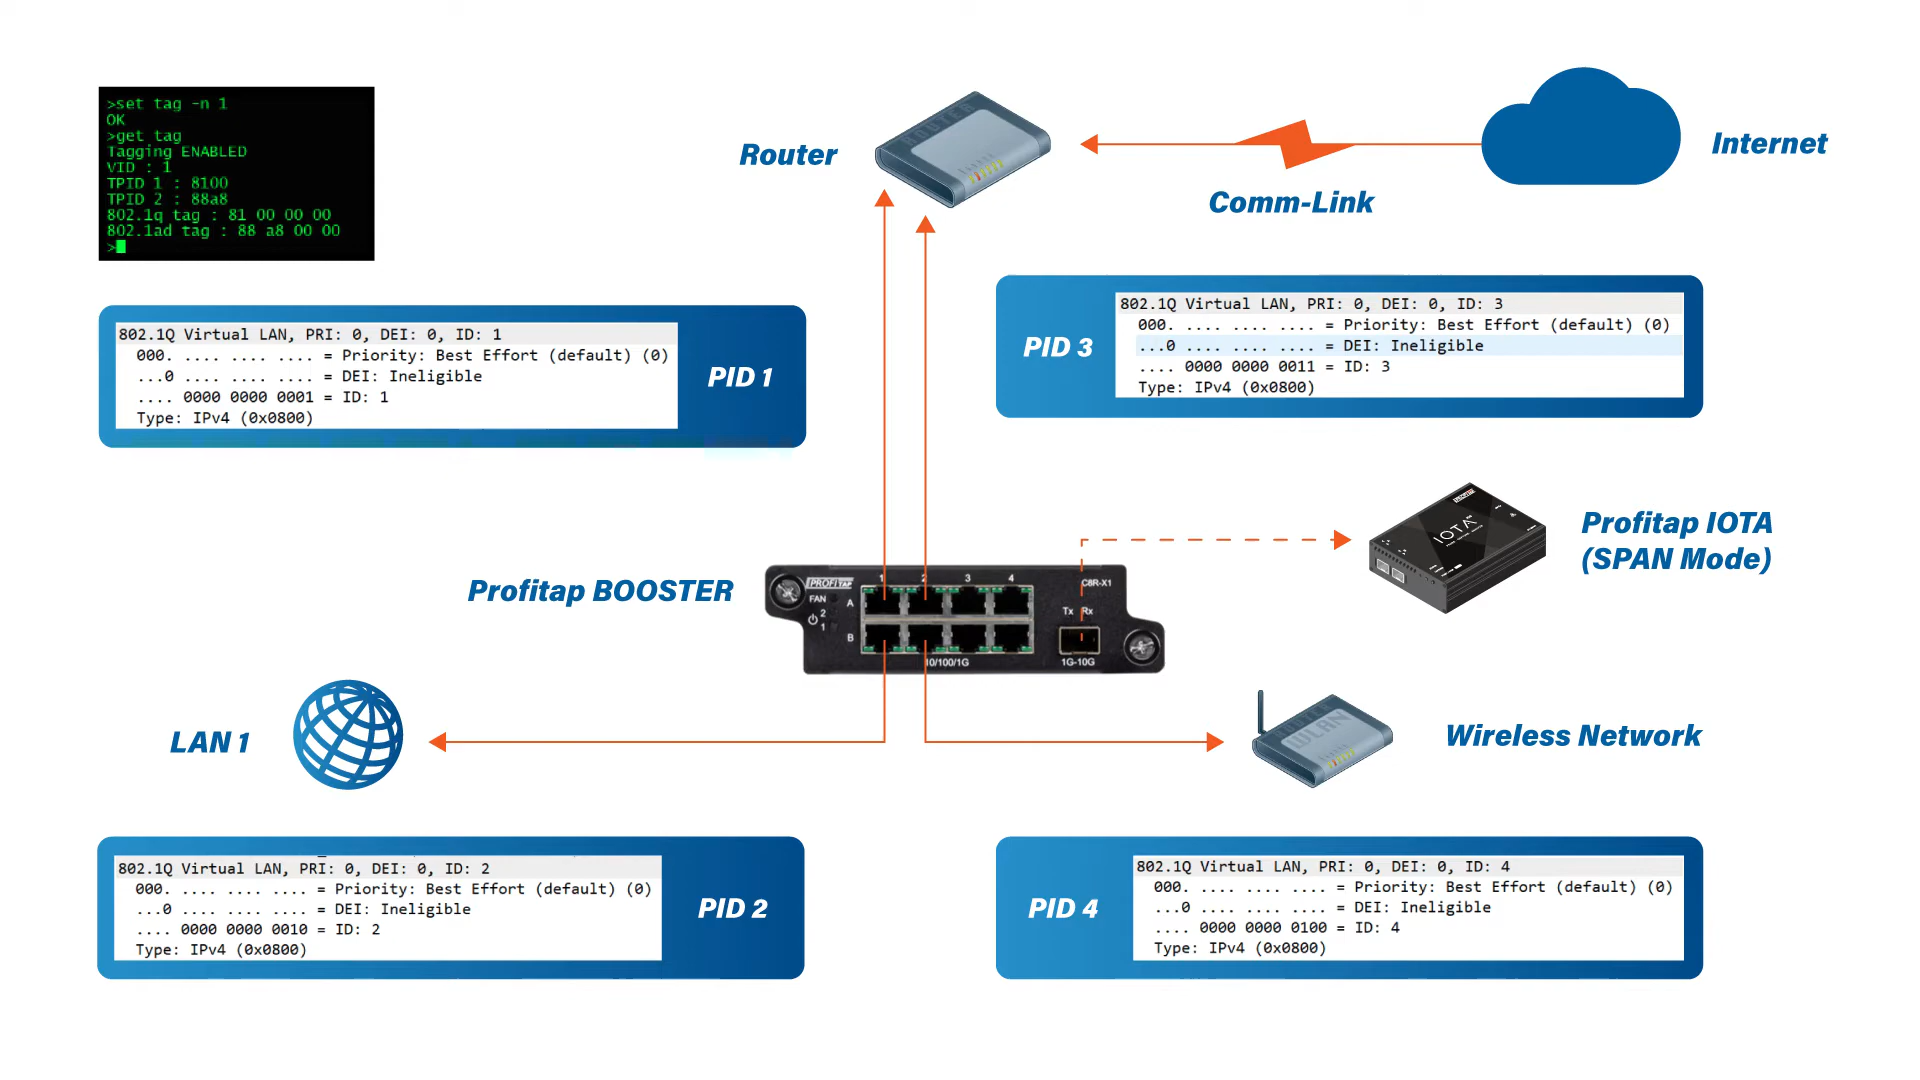 >set tag -n 1
OK
>get tag
Tagging ENABLED
VID : 1
TPID 1 : 8100
TPID 2 : 88a8
802.1q tag : 81 00 00 00
802.1ad tag : 88 a8 00 00
>
Router
ROUTER
Comm-Link
Internet
802.1Q Virtual LAN, PRI: 0, DEI: 0, ID: 1
000. .... .... .... = Priority: Best Effort (default) (0)
...0 .... .... .... = DEI: Ineligible
.... 0000 0000 0001 = ID: 1
Type: IPv4 (0x0800)
PID 1
PID 3
802.1Q Virtual LAN, PRI: 0, DEI: 0, ID: 3
000. .... .... .... = Priority: Best Effort (default) (0)
...0 .... .... .... = DEI: Ineligible
.... 0000 0000 0011 = ID: 3
Type: IPv4 (0x0800)
Profitap BOOSTER
PROFITAP
1 2 3 4
C8R-X1
FAN
A
2
1
B
Tx Rx
10/100/1G
1G-10G
IOTA
Profitap IOTA
(SPAN Mode)
LAN 1
ROUTER
WLAN
Wireless Network
802.1Q Virtual LAN, PRI: 0, DEI: 0, ID: 2
000. .... .... .... = Priority: Best Effort (default) (0)
...0 .... .... .... = DEI: Ineligible
.... 0000 0000 0010 = ID: 2
Type: IPv4 (0x0800)
PID 2
PID 4
802.1Q Virtual LAN, PRI: 0, DEI: 0, ID: 4
000. .... .... .... = Priority: Best Effort (default) (0)
...0 .... .... .... = DEI: Ineligible
.... 0000 0000 0100 = ID: 4
Type: IPv4 (0x0800)